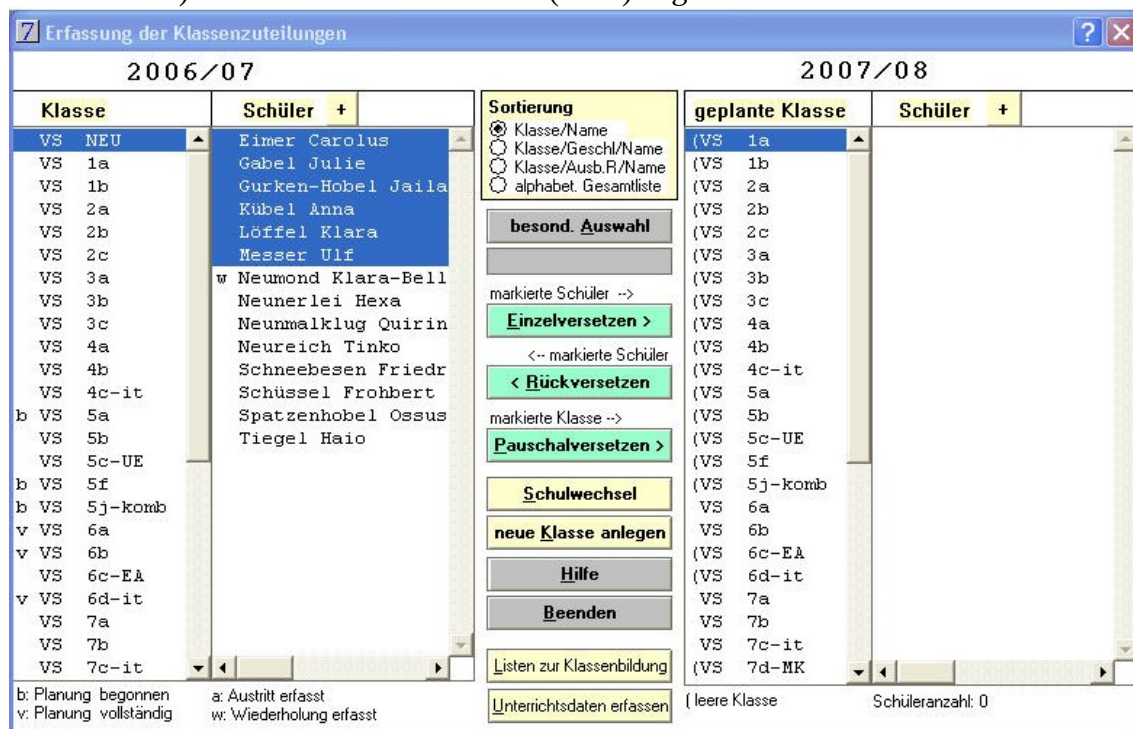 7 Erfassung der Klassenzuteilungen ?
2006/07
2007/08
Klasse
VS NEU
VS 1a
VS 1b
VS 2a
VS 2b
VS 2c
VS 3a
VS 3b
VS 3c
VS 4a
VS 4b
VS 4c-it
b VS 5a
VS 5b
VS 5c-UE
b VS 5f
b VS 5j-komb
v VS 6a
v VS 6b
VS 6c-EA
v VS 6d-it
VS 7a
VS 7b
VS 7c-it
b: Planung begonnen
v: Planung vollständig
Schüler +
Eimer Carolus
Gabel Julie
Gurken-Hobel Jaila
Kübel Anna
Löffel Klara
Messer Ulf
w Neumond Klara-Bell
Neunerlei Hexa
Neunmalklug Quirin
Neureich Tinko
Schneebesen Friedr
Schüssel Frohbert
Spatzenhobel Ossus
Tiegel Haio
a: Austritt erfasst
w: Wiederholung erfasst
Sortierung
Klasse/Name
Klasse/Geschl/Name
Klasse/Ausb.R/Name
alphabet. Gesamtliste
besond. Auswahl
markierte Schüler -->
Einzelversetzen >
<-- markierte Schüler
< Rückversetzen
markierte Klasse -->
Pauschalversetzen >
Schulwechsel
neue Klasse anlegen
Hilfe
Beenden
Listen zur Klassenbildung
Unterrichtsdaten erfassen
geplante Klasse
(VS 1a
(VS 1b
(VS 2a
(VS 2b
(VS 2c
(VS 3a
(VS 3b
(VS 3c
(VS 4a
(VS 4b
(VS 4c-it
(VS 5a
(VS 5b
(VS 5c-UE
(VS 5f
(VS 5j-komb
VS 6a
VS 6b
(VS 6c-EA
(VS 6d-it
VS 7a
VS 7b
VS 7c-it
(VS 7d-MK
( leere Klasse
Schüler +
Schüleranzahl: 0